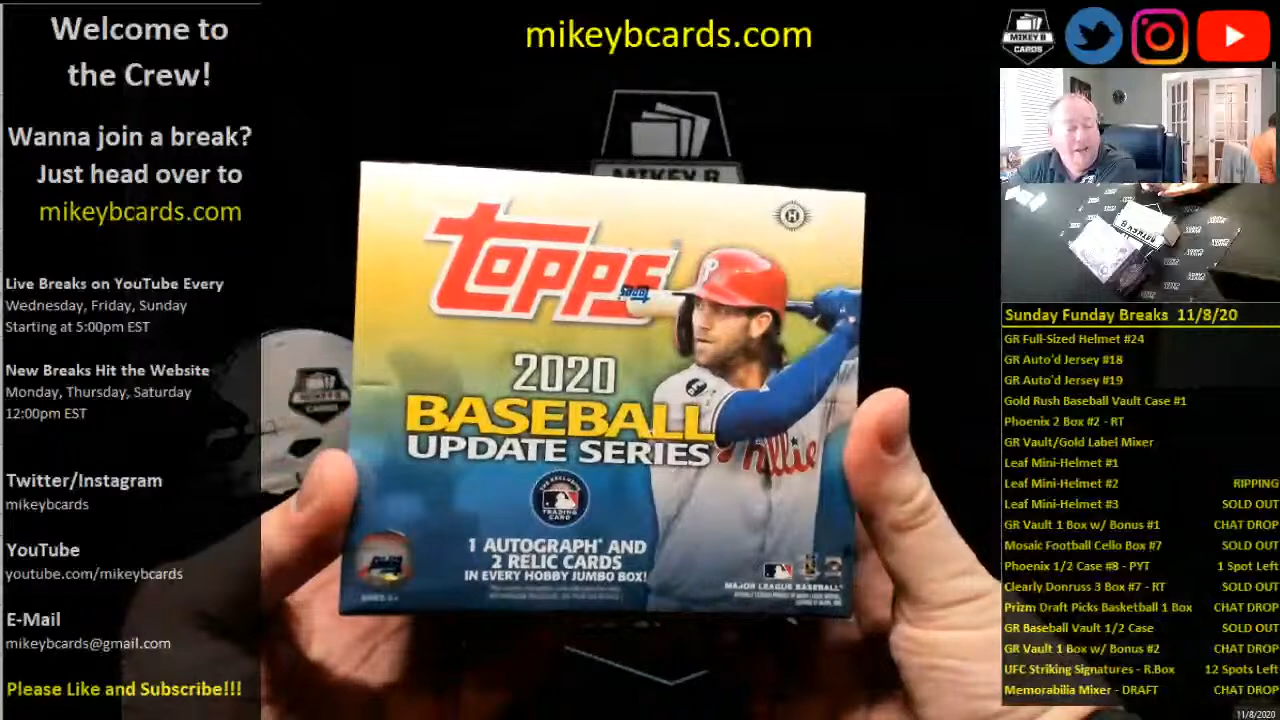 Welcome to
the Crew!
Wanna join a break?
Just head over to
mikeybcards.com
Live Breaks on YouTube Every
Wednesday, Friday, Sunday
Starting at 5:00pm EST
New Breaks Hit the Website
Monday, Thursday, Saturday
12:00pm EST
Twitter/Instagram
mikeybcards
YouTube
youtube.com/mikeybcards
E-Mail
mikeybcards@gmail.com
Please Like and Subscribe!!!
mikeybcards.com
MIKEY B
MIKEY B
CARDS
TOPPS
2020
BASEBALL
UPDATE SERIES
Phillie
TRADING
CARD
1 AUTOGRAPH* AND
2 RELIC CARDS
IN EVERY HOBBY JUMBO BOX!
MAJOR LEAGUE BASEBALL
MIKEY B
CARDS
Sunday Funday Breaks 11/8/20
GR Full-Sized Helmet #24
GR Auto'd Jersey #18
GR Auto'd Jersey #19
Gold Rush Baseball Vault Case #1
Phoenix 2 Box #2 - RT
GR Vault/Gold Label Mixer
Leaf Mini-Helmet #1
Leaf Mini-Helmet #2 RIPPING
Leaf Mini-Helmet #3 SOLD OUT
GR Vault 1 Box w/ Bonus #1 CHAT DROP
Mosaic Football Cello Box #7 SOLD OUT
Phoenix 1/2 Case #8 - PYT 1 Spot Left
Clearly Donruss 3 Box #7 - RT SOLD OUT
Prizm Draft Picks Basketball 1 Box CHAT DROP
GR Baseball Vault 1/2 Case SOLD OUT
GR Vault 1 Box w/ Bonus #2 CHAT DROP
UFC Striking Signatures - R.Box 12 Spots Left
Memorabilia Mixer - DRAFT CHAT DROP
11/8/2020